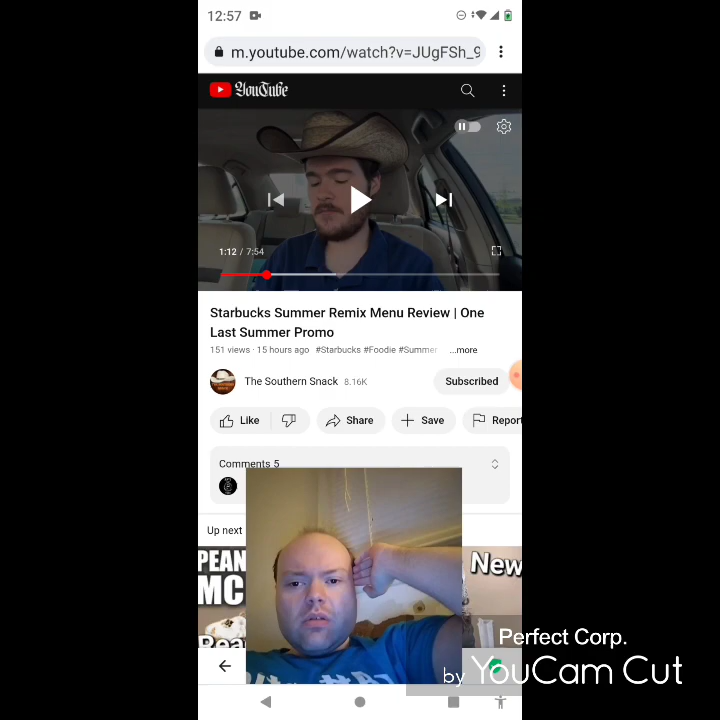 12:57
m.youtube.com/watch?v=JUgFSh_9
YouTube
1:12 / 7:54
Starbucks Summer Remix Menu Review | One
Last Summer Promo
151 views · 15 hours ago #Starbucks #Foodie #Summer ...more
The Southern Snack 8.16K
Subscribed
Like
Share
Save
Report
Comments 5
Up next
PEAN
MC
New
Perfect Corp.
by YouCam Cut